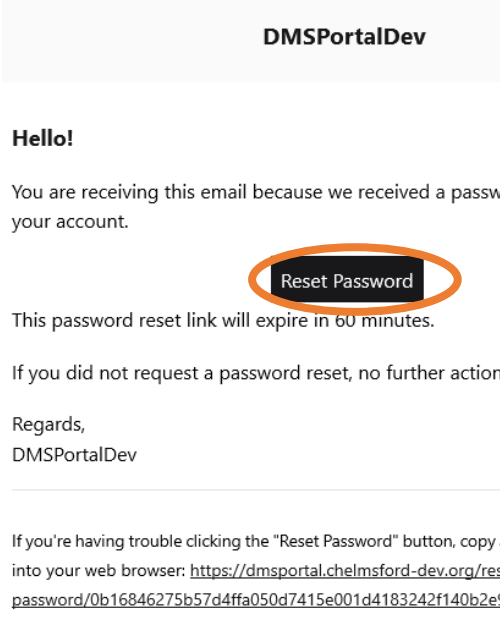 DMSPortalDev
Hello!
You are receiving this email because we received a passw
your account.
Reset Password
This password reset link will expire in 60 minutes.
If you did not request a password reset, no further action
Regards,
DMSPortalDev
If you're having trouble clicking the "Reset Password" button, copy
into your web browser: https://dmsportal.chelmsford-dev.org/res
password/0b16846275b57d4ffa050d7415e001d4183242f140b2e9